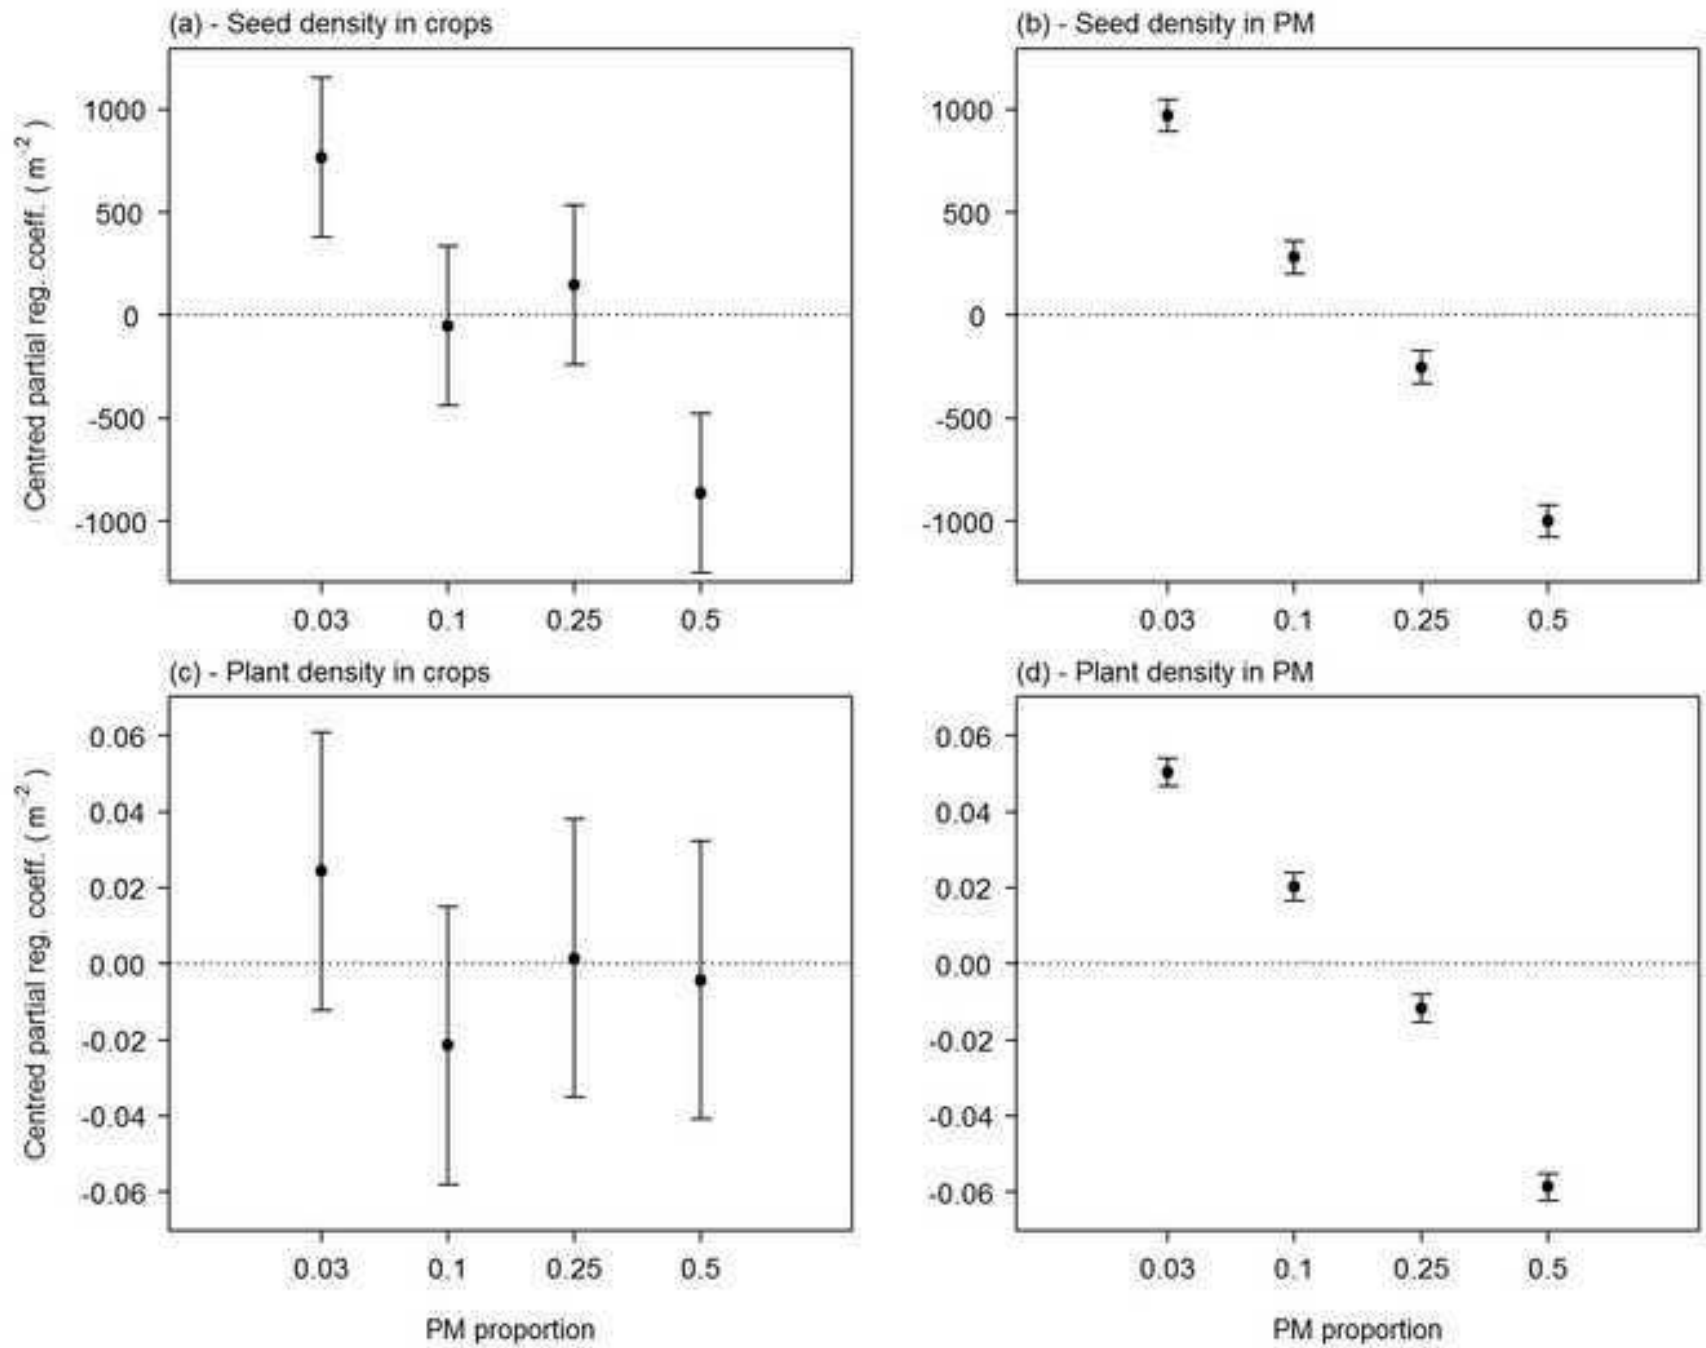 (a) - Seed density in crops
Centred partial reg. coeff. ( m⁻² )
1000
500
0
-500
-1000
0.03 0.1 0.25 0.5
(b) - Seed density in PM
1000
500
0
-500
-1000
0.03 0.1 0.25 0.5
(c) - Plant density in crops
Centred partial reg. coeff. ( m⁻² )
0.06
0.04
0.02
0.00
-0.02
-0.04
-0.06
0.03 0.1 0.25 0.5
PM proportion
(d) - Plant density in PM
0.06
0.04
0.02
0.00
-0.02
-0.04
-0.06
0.03 0.1 0.25 0.5
PM proportion